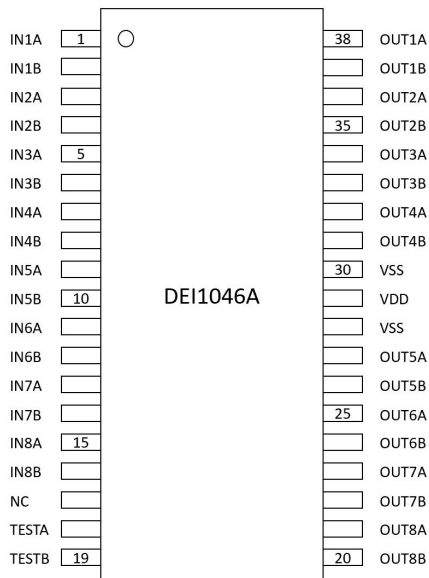 IN1A 1 38 OUT1A
IN1B OUT1B
IN2A OUT2A
IN2B 35 OUT2B
IN3A 5 OUT3A
IN3B OUT3B
IN4A OUT4A
IN4B OUT4B
IN5A 30 VSS
IN5B 10 DEI1046A VDD
IN6A VSS
IN6B OUT5A
IN7A OUT5B
IN7B 25 OUT6A
IN8A 15 OUT6B
IN8B OUT7A
NC OUT7B
TESTA OUT8A
TESTB 19 20 OUT8B